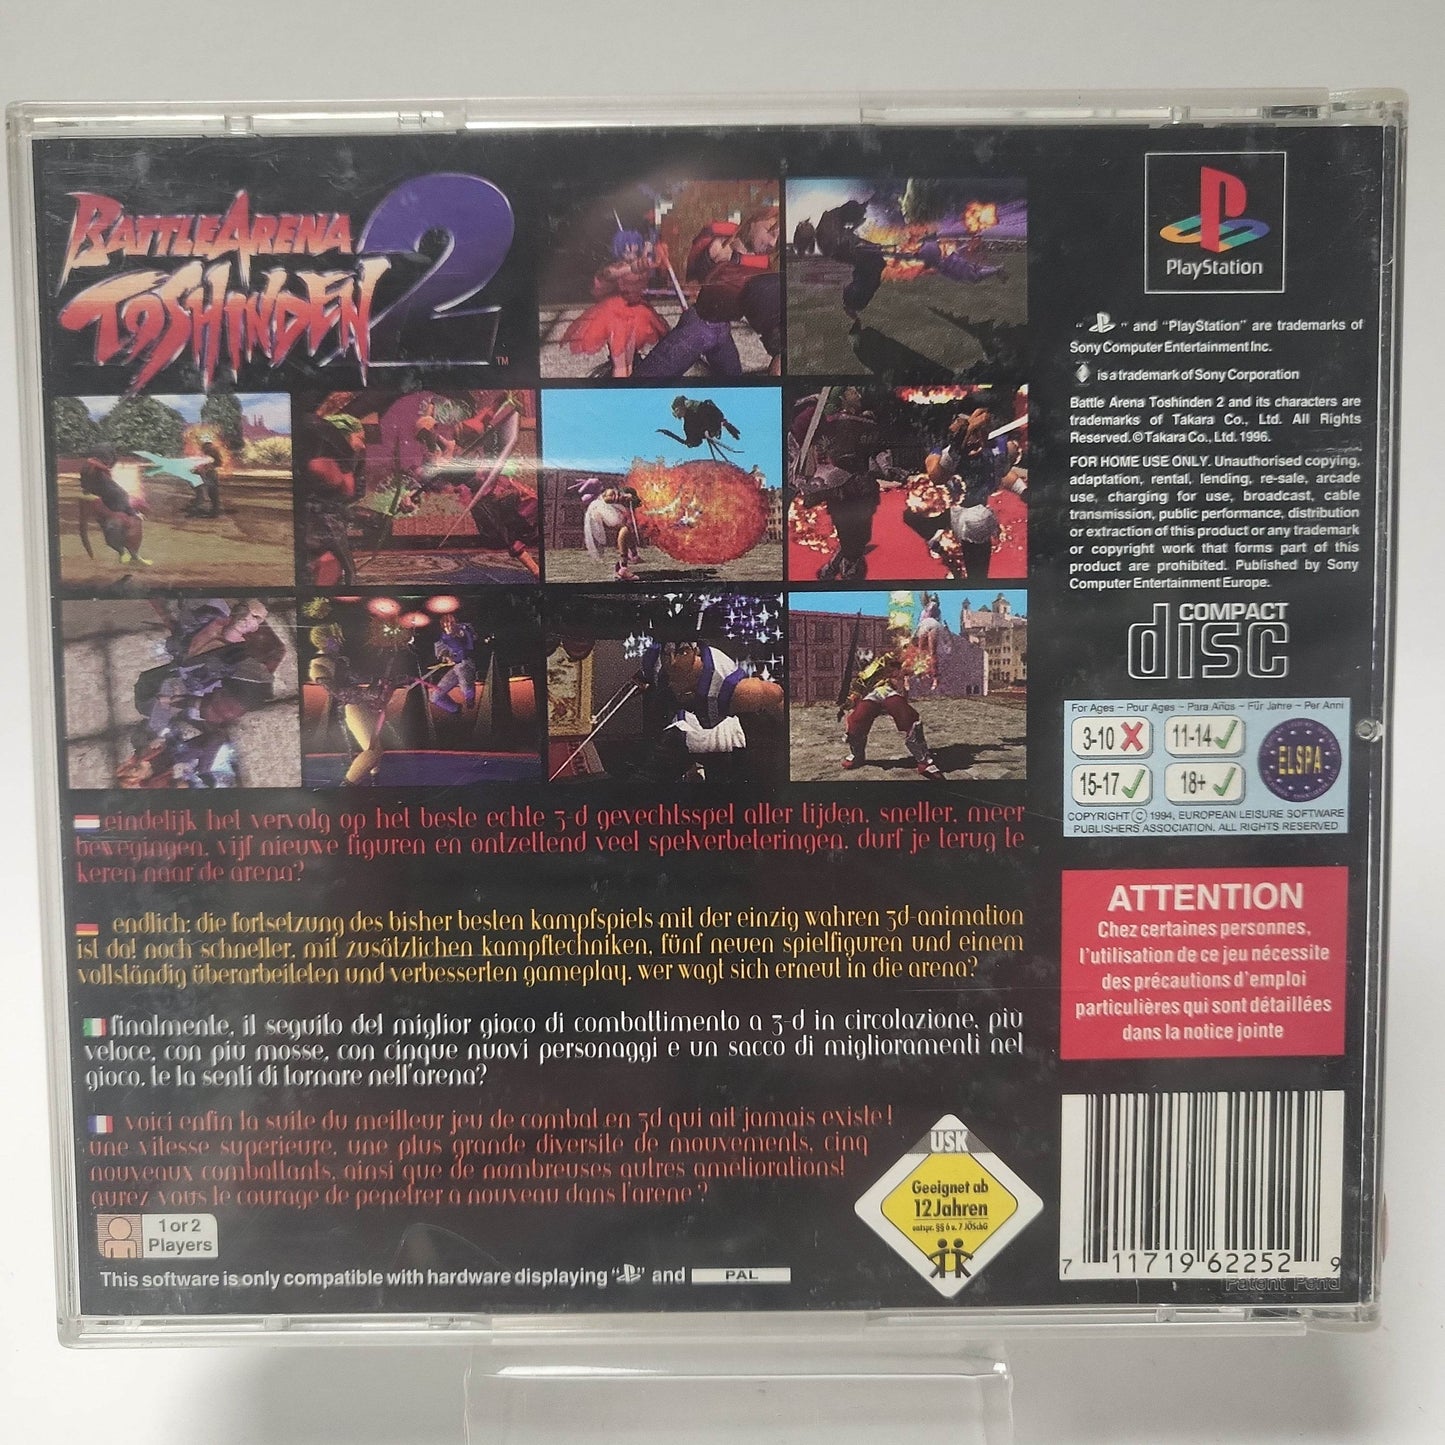 BATTLE ARENA
TOSHINDEN 2
TM
PlayStation
" " and "PlayStation" are trademarks of
Sony Computer Entertainment Inc.
is a trademark of Sony Corporation
Battle Arena Toshinden 2 and its characters are
trademarks of Takara Co., Ltd. All Rights
Reserved. © Takara Co., Ltd. 1996.
FOR HOME USE ONLY. Unauthorised copying,
adaptation, rental, lending, re-sale, arcade
use, charging for use, broadcast, cable
transmission, public performance, distribution
or extraction of this product or any trademark
or copyright work that forms part of this
product are prohibited. Published by Sony
Computer Entertainment Europe.
COMPACT
disc
For Ages ~ Pour Ages ~ Para Años ~ Für Jahre ~ Per Anni
3-10 11-14
15-17 18+
ELSPA
COPYRIGHT © 1994, EUROPEAN LEISURE SOFTWARE
PUBLISHERS ASSOCIATION. ALL RIGHTS RESERVED
eindelijk het vervolg op het beste echte 3-d gevechtsspel aller tijden. sneller, meer
bewegingen, vijf nieuwe figuren en ontzettend veel spelverbeteringen. durf je terug te
keren naar de arena?
endlich: die fortsetzung des bisher besten kampfspiels mit der einzig wahren 3d-animation
ist da! noch schneller, mit zusätzlichen kampftechniken, fünf neuen spielfiguren und einem
vollständig überarbeiteten und verbesserten gameplay. wer wagt sich erneut in die arena?
finalmente, il seguito del miglior gioco di combattimento a 3-d in circolazione, più
veloce, con più mosse, con cinque nuovi personaggi e un sacco di miglioramenti nel
gioco, te la senti di tornare nell'arena?
voici enfin la suite du meilleur jeu de combat en 3d qui ait jamais existe!
une vitesse superieure, une plus grande diversité de mouvements, cinq
nouveaux combattants, ainsi que de nombreuses autres améliorations!
aurez vous le courage de penetrer a nouveau dans l'arene?
ATTENTION
Chez certaines personnes,
l'utilisation de ce jeu nécessite
des précautions d'emploi
particulières qui sont détaillées
dans la notice jointe
USK
Geeignet ab
12 Jahren
entspr. §§ 6 u. 7 JÖSchG
1 or 2
Players
This software is only compatible with hardware displaying " " and PAL
7 11719 62252 9
Patent Pend